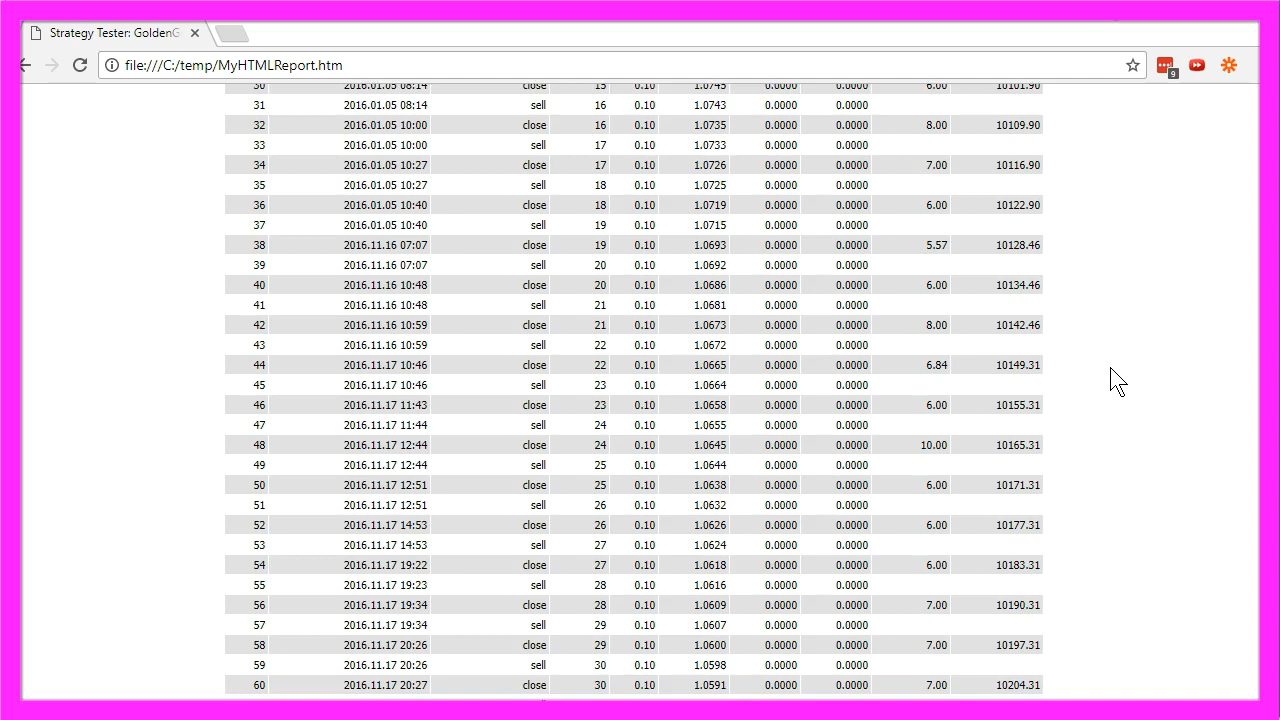 Strategy Tester: GoldenG
file:///C:/temp/MyHTMLReport.htm
9
30 2016.01.05 08:14 close 15 0.10 1.0745 0.0000 0.0000 6.00 10101.90
31 2016.01.05 08:14 sell 16 0.10 1.0743 0.0000 0.0000
32 2016.01.05 10:00 close 16 0.10 1.0735 0.0000 0.0000 8.00 10109.90
33 2016.01.05 10:00 sell 17 0.10 1.0733 0.0000 0.0000
34 2016.01.05 10:27 close 17 0.10 1.0726 0.0000 0.0000 7.00 10116.90
35 2016.01.05 10:27 sell 18 0.10 1.0725 0.0000 0.0000
36 2016.01.05 10:40 close 18 0.10 1.0719 0.0000 0.0000 6.00 10122.90
37 2016.01.05 10:40 sell 19 0.10 1.0715 0.0000 0.0000
38 2016.11.16 07:07 close 19 0.10 1.0693 0.0000 0.0000 5.57 10128.46
39 2016.11.16 07:07 sell 20 0.10 1.0692 0.0000 0.0000
40 2016.11.16 10:48 close 20 0.10 1.0686 0.0000 0.0000 6.00 10134.46
41 2016.11.16 10:48 sell 21 0.10 1.0681 0.0000 0.0000
42 2016.11.16 10:59 close 21 0.10 1.0673 0.0000 0.0000 8.00 10142.46
43 2016.11.16 10:59 sell 22 0.10 1.0672 0.0000 0.0000
44 2016.11.17 10:46 close 22 0.10 1.0665 0.0000 0.0000 6.84 10149.31
45 2016.11.17 10:46 sell 23 0.10 1.0664 0.0000 0.0000
46 2016.11.17 11:43 close 23 0.10 1.0658 0.0000 0.0000 6.00 10155.31
47 2016.11.17 11:44 sell 24 0.10 1.0655 0.0000 0.0000
48 2016.11.17 12:44 close 24 0.10 1.0645 0.0000 0.0000 10.00 10165.31
49 2016.11.17 12:44 sell 25 0.10 1.0644 0.0000 0.0000
50 2016.11.17 12:51 close 25 0.10 1.0638 0.0000 0.0000 6.00 10171.31
51 2016.11.17 12:51 sell 26 0.10 1.0632 0.0000 0.0000
52 2016.11.17 14:53 close 26 0.10 1.0626 0.0000 0.0000 6.00 10177.31
53 2016.11.17 14:53 sell 27 0.10 1.0624 0.0000 0.0000
54 2016.11.17 19:22 close 27 0.10 1.0618 0.0000 0.0000 6.00 10183.31
55 2016.11.17 19:23 sell 28 0.10 1.0616 0.0000 0.0000
56 2016.11.17 19:34 close 28 0.10 1.0609 0.0000 0.0000 7.00 10190.31
57 2016.11.17 19:34 sell 29 0.10 1.0607 0.0000 0.0000
58 2016.11.17 20:26 close 29 0.10 1.0600 0.0000 0.0000 7.00 10197.31
59 2016.11.17 20:26 sell 30 0.10 1.0598 0.0000 0.0000
60 2016.11.17 20:27 close 30 0.10 1.0591 0.0000 0.0000 7.00 10204.31